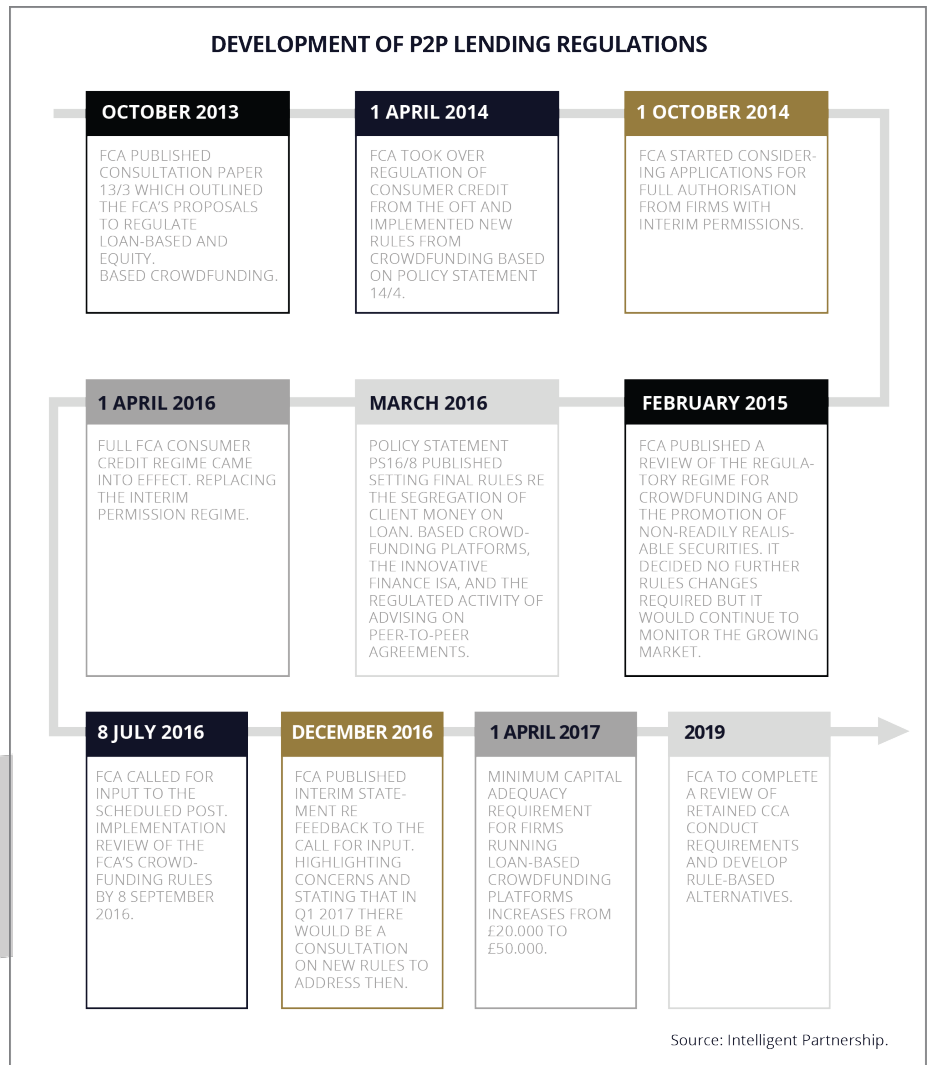 DEVELOPMENT OF P2P LENDING REGULATIONS
OCTOBER 2013
FCA PUBLISHED
CONSULTATION PAPER
13/3 WHICH OUTLINED
THE FCA'S PROPOSALS
TO REGULATE
LOAN-BASED AND
EQUITY.
BASED CROWDFUNDING.
1 APRIL 2014
FCA TOOK OVER
REGULATION OF
CONSUMER CREDIT
FROM THE OFT AND
IMPLEMENTED NEW
RULES FROM
CROWDFUNDING BASED
ON POLICY STATEMENT
14/4.
1 OCTOBER 2014
FCA STARTED CONSIDER-
ING APPLICATIONS FOR
FULL AUTHORISATION
FROM FIRMS WITH
INTERIM PERMISSIONS.
FEBRUARY 2015
FCA PUBLISHED A
REVIEW OF THE REGULA-
TORY REGIME FOR
CROWDFUNDING AND
THE PROMOTION OF
NON-READILY REALIS-
ABLE SECURITIES. IT
DECIDED NO FURTHER
RULES CHANGES
REQUIRED BUT IT
WOULD CONTINUE TO
MONITOR THE GROWING
MARKET.
MARCH 2016
POLICY STATEMENT
PS16/8 PUBLISHED
SETTING FINAL RULES RE
THE SEGREGATION OF
CLIENT MONEY ON
LOAN. BASED CROWD-
FUNDING PLATFORMS,
THE INNOVATIVE
FINANCE ISA, AND THE
REGULATED ACTIVITY OF
ADVISING ON
PEER-TO-PEER
AGREEMENTS.
1 APRIL 2016
FULL FCA CONSUMER
CREDIT REGIME CAME
INTO EFFECT. REPLACING
THE INTERIM
PERMISSION REGIME.
8 JULY 2016
FCA CALLED FOR
INPUT TO THE
SCHEDULED POST.
IMPLEMENTATION
REVIEW OF THE
FCA'S CROWD-
FUNDING RULES
BY 8 SEPTEMBER
2016.
DECEMBER 2016
FCA PUBLISHED
INTERIM STATE-
MENT RE
FEEDBACK TO THE
CALL FOR INPUT.
HIGHLIGHTING
CONCERNS AND
STATING THAT IN
Q1 2017 THERE
WOULD BE A
CONSULTATION
ON NEW RULES TO
ADDRESS THEN.
1 APRIL 2017
MINIMUM CAPITAL
ADEQUACY
REQUIREMENT
FOR FIRMS
RUNNING
LOAN-BASED
CROWDFUNDING
PLATFORMS
INCREASES FROM
£20.000 TO
£50.000.
2019
FCA TO COMPLETE
A REVIEW OF
RETAINED CCA
CONDUCT
REQUIREMENTS
AND DEVELOP
RULE-BASED
ALTERNATIVES.
Source: Intelligent Partnership.